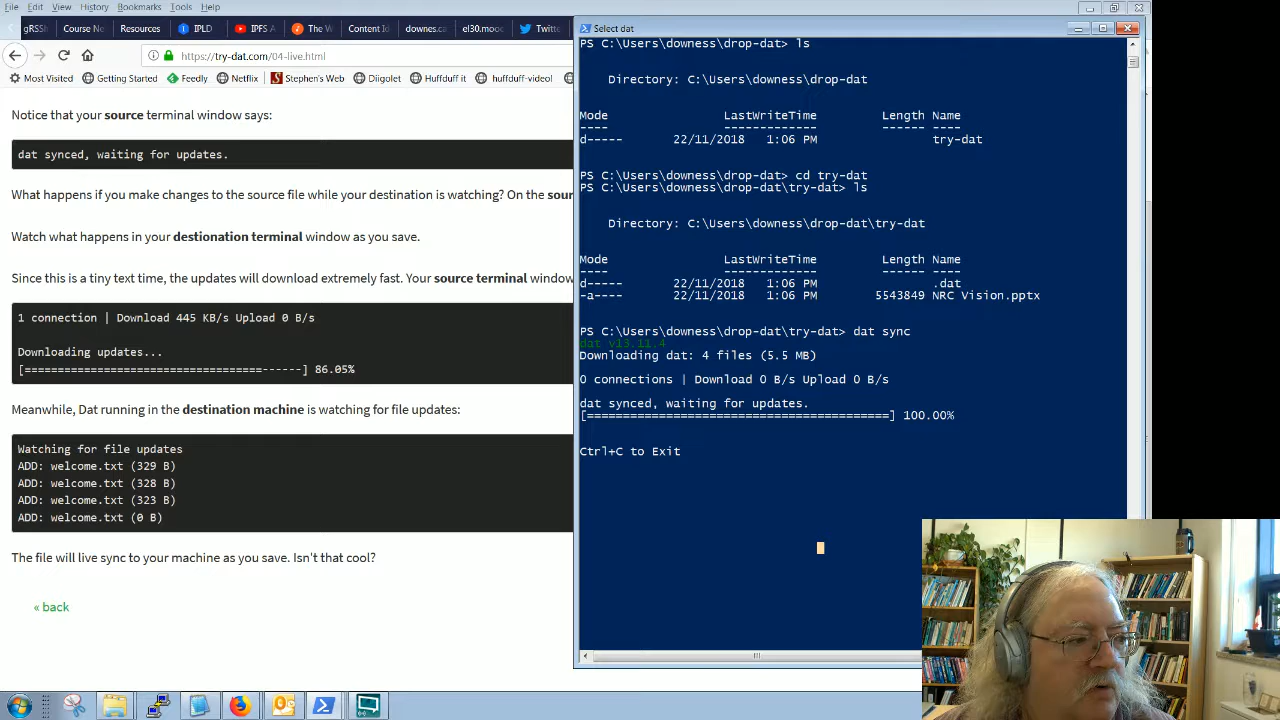 File Edit View History Bookmarks Tools Help
gRSSh Course No Resources IPLD IPFS A The W Content Id downes.c el30.mooc Twitte
https://try-dat.com/04-live.html
Most Visited Getting Started Feedly Netflix Stephen's Web Diigolet Huffduff it huffduff-video!
Notice that your source terminal window says:
dat synced, waiting for updates.
What happens if you make changes to the source file while your destination is watching? On the sour
Watch what happens in your destionation terminal window as you save.
Since this is a tiny text time, the updates will download extremely fast. Your source terminal window
1 connection | Download 445 KB/s Upload 0 B/s
Downloading updates...
[=====================================------] 86.05%
Meanwhile, Dat running in the destination machine is watching for file updates:
Watching for file updates
ADD: welcome.txt (329 B)
ADD: welcome.txt (328 B)
ADD: welcome.txt (323 B)
ADD: welcome.txt (0 B)
The file will live sync to your machine as you save. Isn't that cool?
« back
Select dat
PS C:\Users\downess\drop-dat> ls
Directory: C:\Users\downess\drop-dat
Mode LastWriteTime Length Name
---- ------------- ------ ----
d----- 22/11/2018 1:06 PM try-dat
PS C:\Users\downess\drop-dat> cd try-dat
PS C:\Users\downess\drop-dat\try-dat> ls
Directory: C:\Users\downess\drop-dat\try-dat
Mode LastWriteTime Length Name
---- ------------- ------ ----
d----- 22/11/2018 1:06 PM .dat
-a---- 22/11/2018 1:06 PM 5543849 NRC Vision.pptx
PS C:\Users\downess\drop-dat\try-dat> dat sync
dat v13.11.4
Downloading dat: 4 files (5.5 MB)
0 connections | Download 0 B/s Upload 0 B/s
dat synced, waiting for updates.
[==========================================] 100.00%
Ctrl+C to Exit